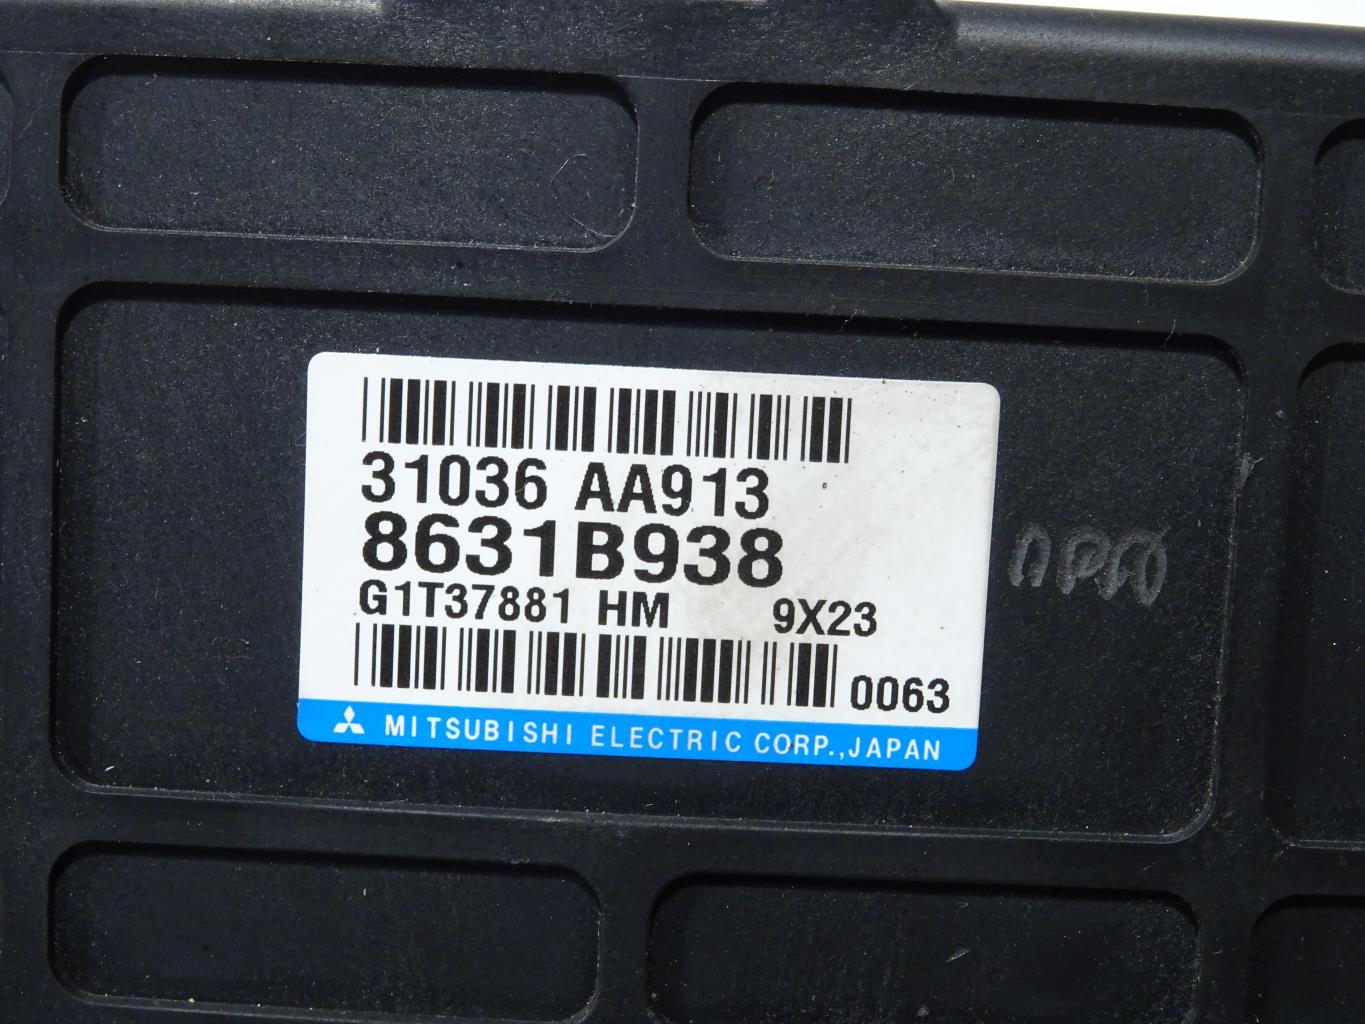 31036 AA913
8631B938
G1T37881 HM 9X23
0063
MITSUBISHI ELECTRIC CORP.,JAPAN